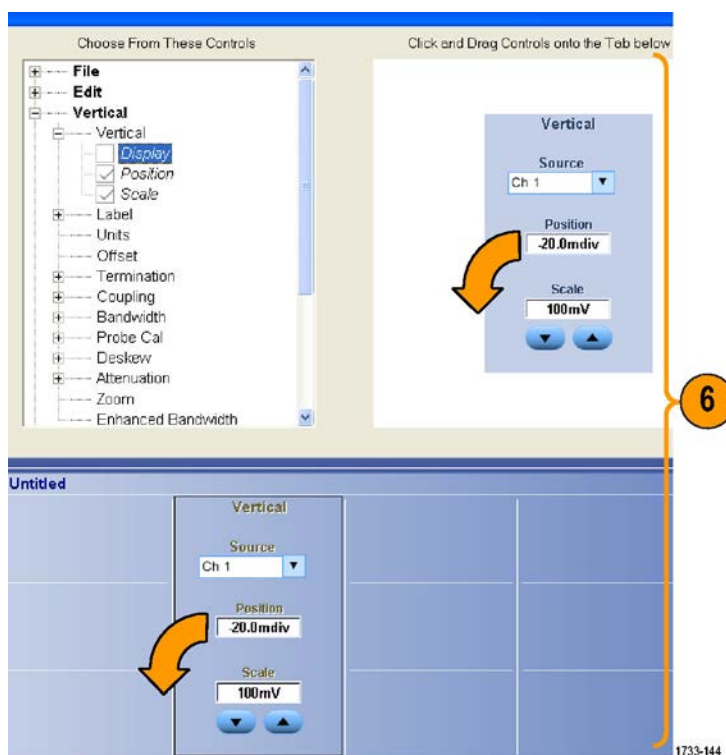 Choose From These Controls
Click and Drag Controls onto the Tab below
File
Edit
Vertical
Vertical
Display
Position
Scale
Label
Units
Offset
Termination
Coupling
Bandwidth
Probe Cal
Deskew
Attenuation
Zoom
Enhanced Bandwidth
Vertical
Source
Ch 1
Position
-20.0mdiv
Scale
100mV
6
Untitled
Vertical
Source
Ch 1
Position
-20.0mdiv
Scale
100mV
1733-144